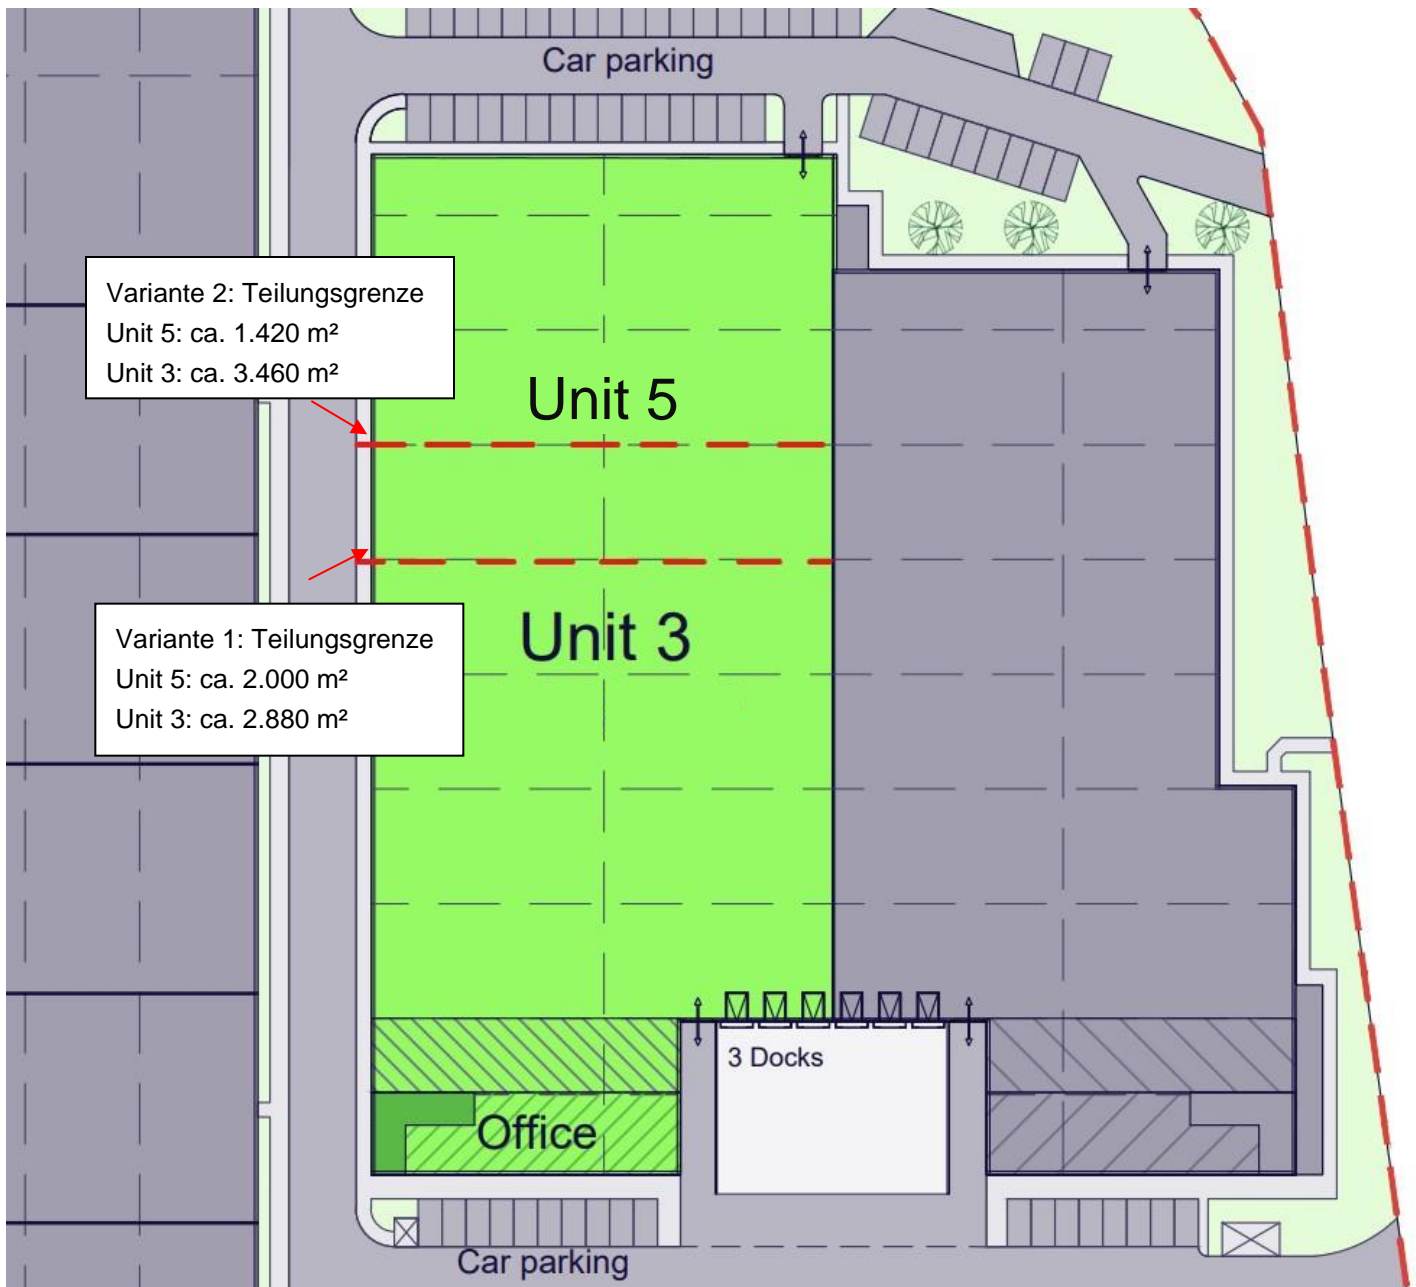 Car parking
Variante 2: Teilungsgrenze
Unit 5: ca. 1.420 m²
Unit 3: ca. 3.460 m²
Unit 5
Variante 1: Teilungsgrenze
Unit 5: ca. 2.000 m²
Unit 3: ca. 2.880 m²
Unit 3
3 Docks
Office
Car parking